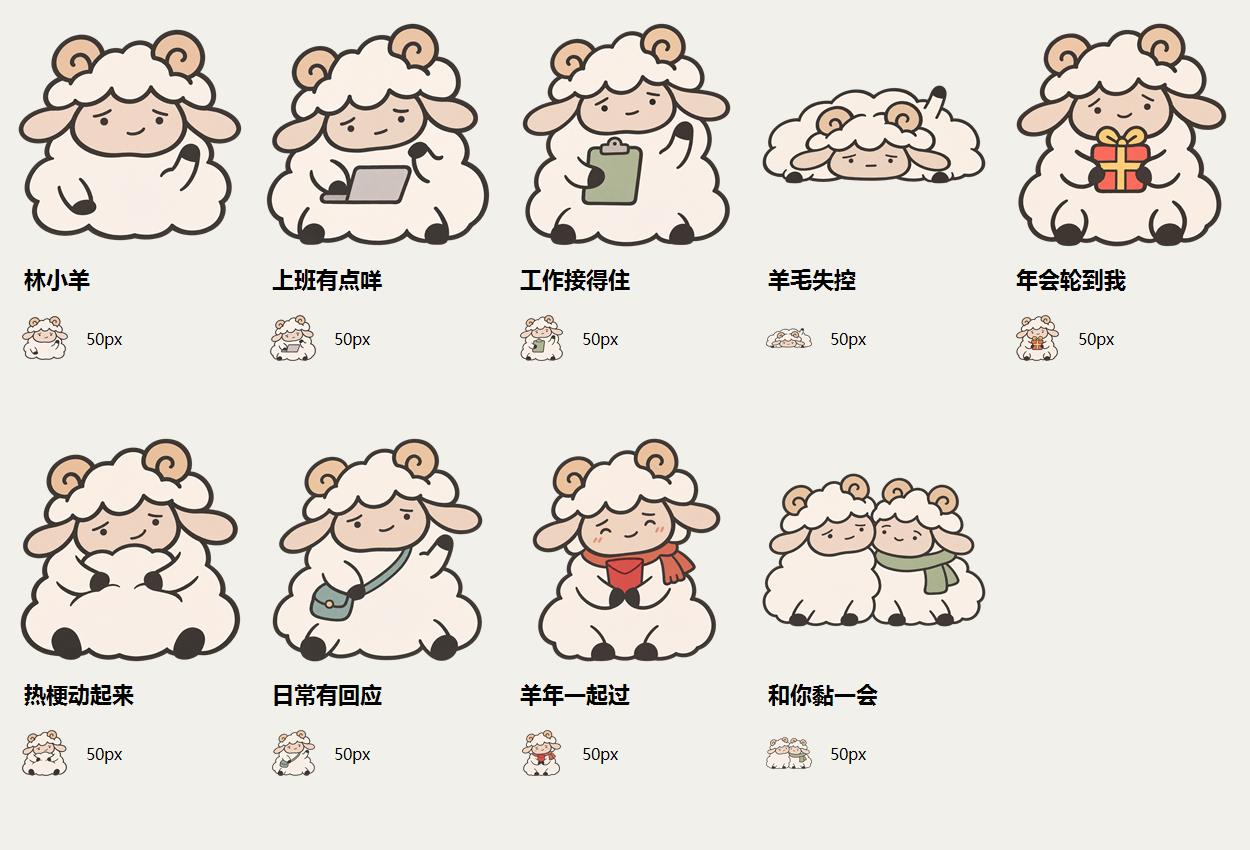 林小羊
上班有点咩
工作接得住
羊毛失控
年会轮到我
50px
50px
50px
50px
50px
热梗动起来
日常有回应
羊年一起过
和你黏一会
50px
50px
50px
50px